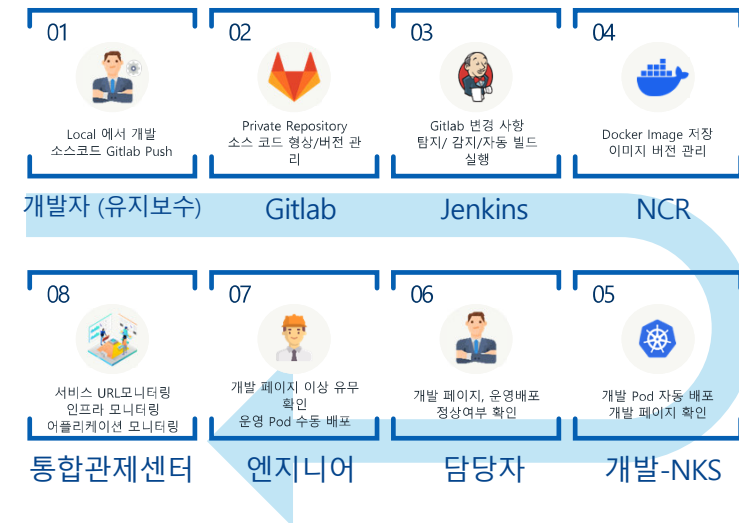 01
Local 에서 개발
소스코드 Gitlab Push
개발자 (유지보수)
02
Private Repository
소스 코드 형상/버전 관
리
Gitlab
03
Gitlab 변경 사항
탐지/ 감지/자동 빌드
실행
Jenkins
04
Docker Image 저장
이미지 버전 관리
NCR
05
개발 Pod 자동 배포
개발 페이지 확인
개발-NKS
06
개발 페이지, 운영배포
정상여부 확인
담당자
07
개발 페이지 이상 유무
확인
운영 Pod 수동 배포
엔지니어
08
서비스 URL모니터링
인프라 모니터링
어플리케이션 모니터링
통합관제센터